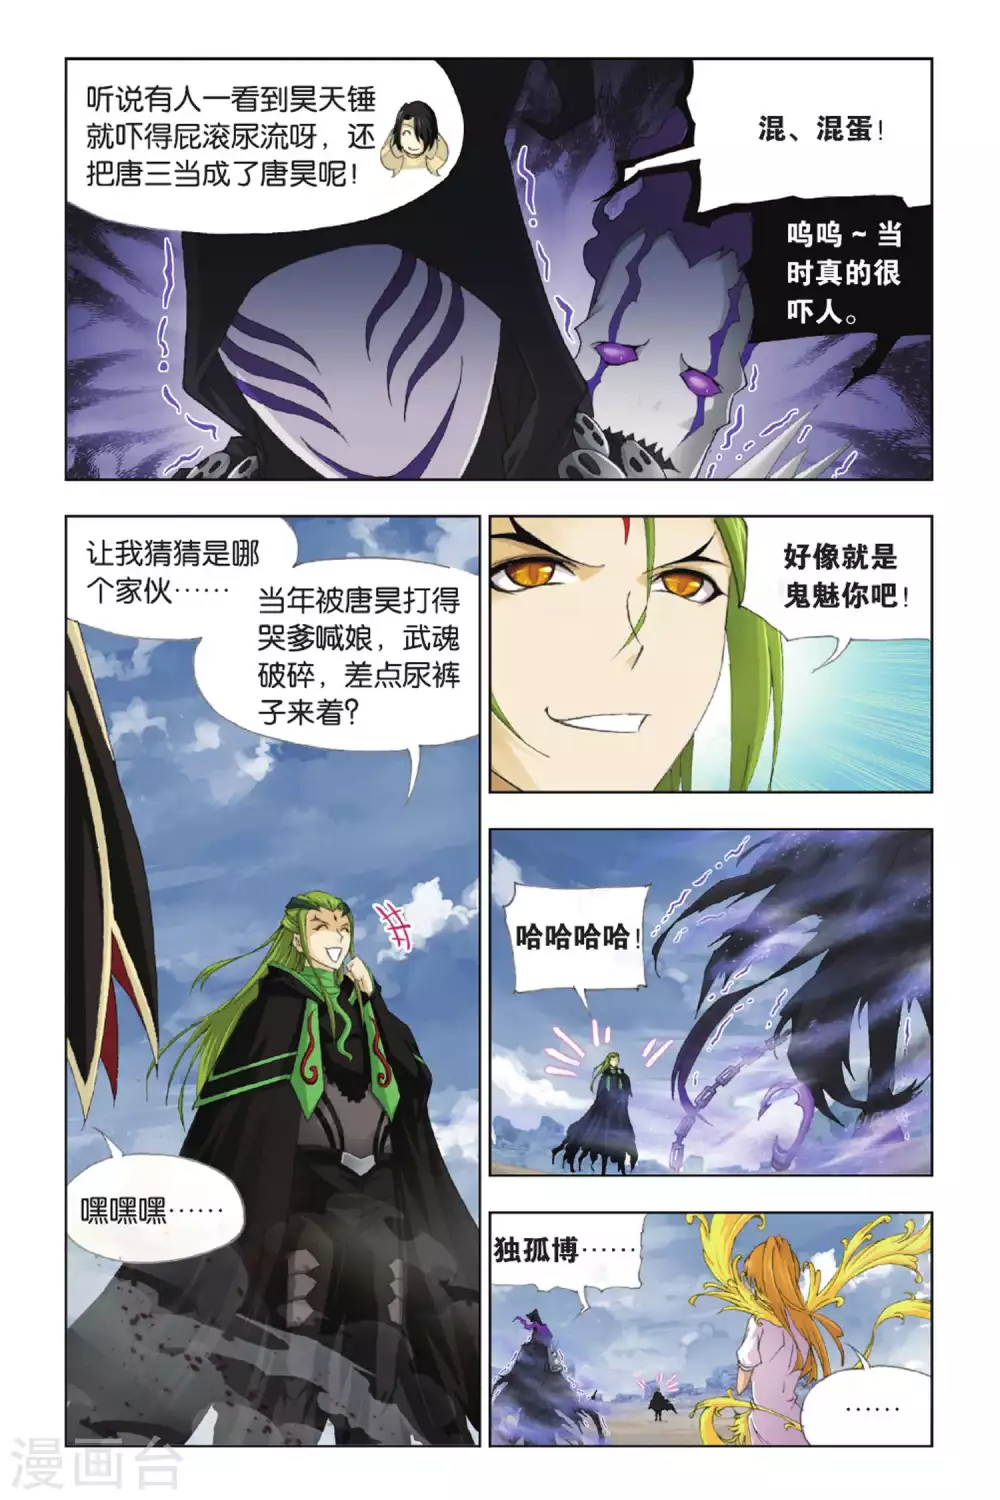 听说有人一看到昊天锤
就吓得屁滚尿流呀，还
把唐三当成了唐昊呢！
混、混蛋！
呜呜～当
时真的很
吓人。
让我猜猜是哪
个家伙……
当年被唐昊打得
哭爹喊娘，武魂
破碎，差点尿裤
子来着？
嘿嘿嘿……
好像就是
鬼魅你吧！
哈哈哈哈！
独孤博……
……
漫画台